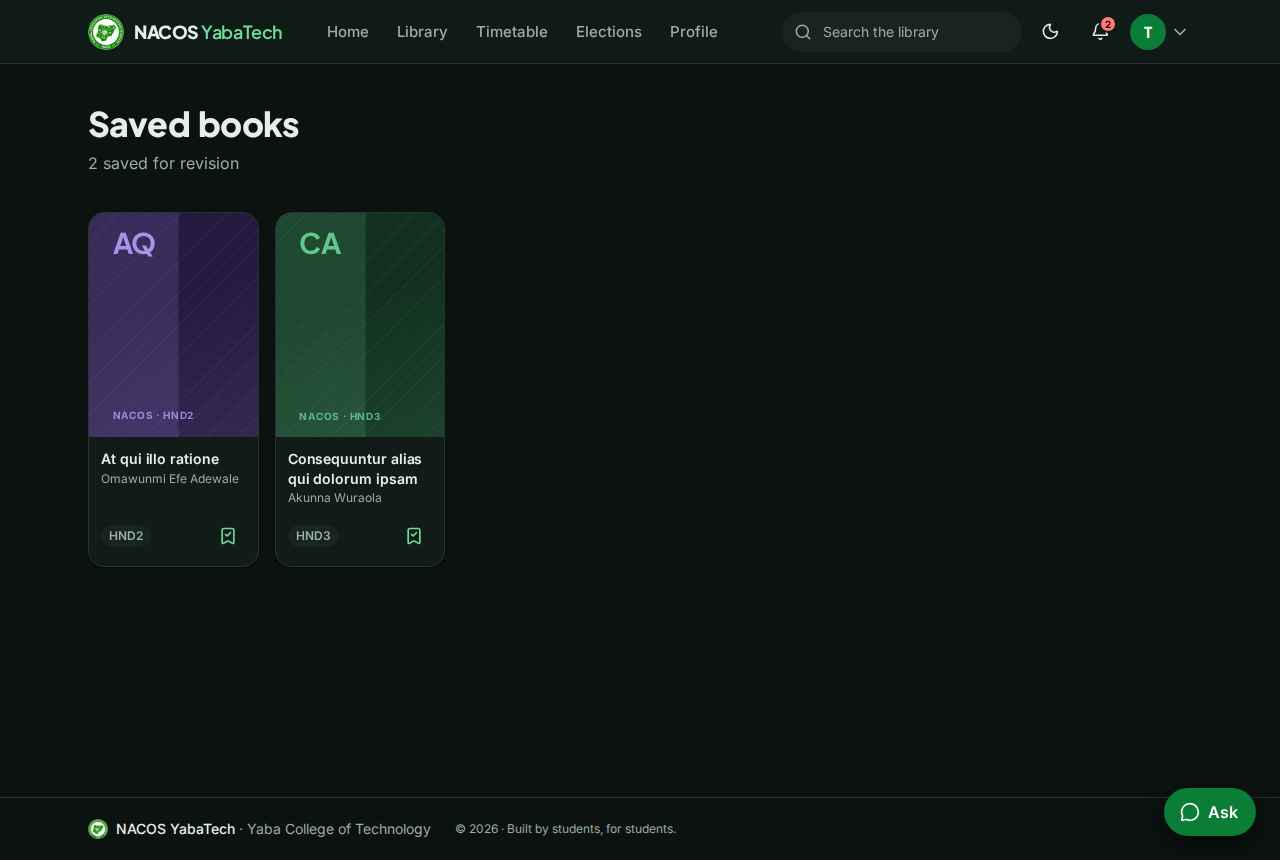 NACOS YabaTech
Home
Library
Timetable
Elections
Profile
Search the library
2
T
Saved books
2 saved for revision
AQ
NACOS · HND2
At qui illo ratione
Omawunmi Efe Adewale
HND2
CA
NACOS · HND3
Consequuntur alias
qui dolorum ipsam
Akunna Wuraola
HND3
NACOS YabaTech · Yaba College of Technology
© 2026 · Built by students, for students.
Ask